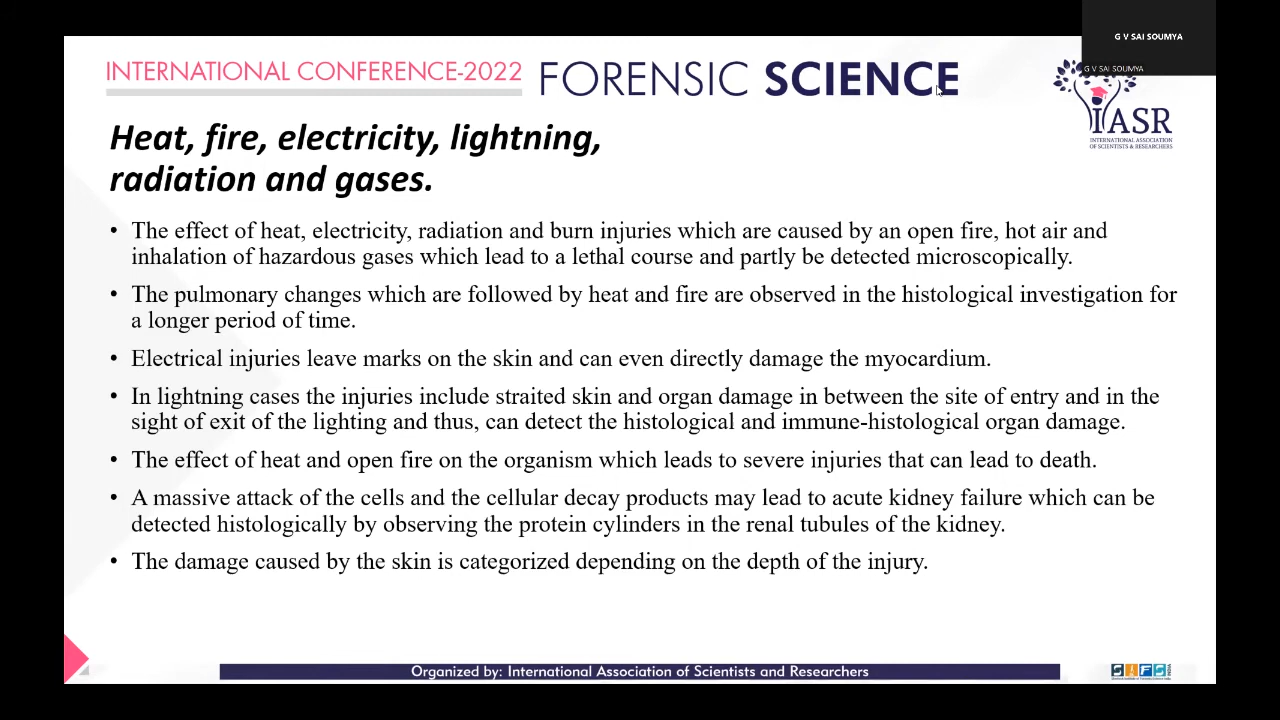 G V SAI SOUMYA
G V SAI SOUMYA
INTERNATIONAL CONFERENCE-2022 FORENSIC SCIENCE
IASR
INTERNATIONAL ASSOCIATION
OF SCIENTISTS & RESEARCHERS
Heat, fire, electricity, lightning,
radiation and gases.
• The effect of heat, electricity, radiation and burn injuries which are caused by an open fire, hot air and
inhalation of hazardous gases which lead to a lethal course and partly be detected microscopically.
• The pulmonary changes which are followed by heat and fire are observed in the histological investigation for
a longer period of time.
• Electrical injuries leave marks on the skin and can even directly damage the myocardium.
• In lightning cases the injuries include straited skin and organ damage in between the site of entry and in the
sight of exit of the lighting and thus, can detect the histological and immune-histological organ damage.
• The effect of heat and open fire on the organism which leads to severe injuries that can lead to death.
• A massive attack of the cells and the cellular decay products may lead to acute kidney failure which can be
detected histologically by observing the protein cylinders in the renal tubules of the kidney.
• The damage caused by the skin is categorized depending on the depth of the injury.
Organized by: International Association of Scientists and Researchers
SIFS